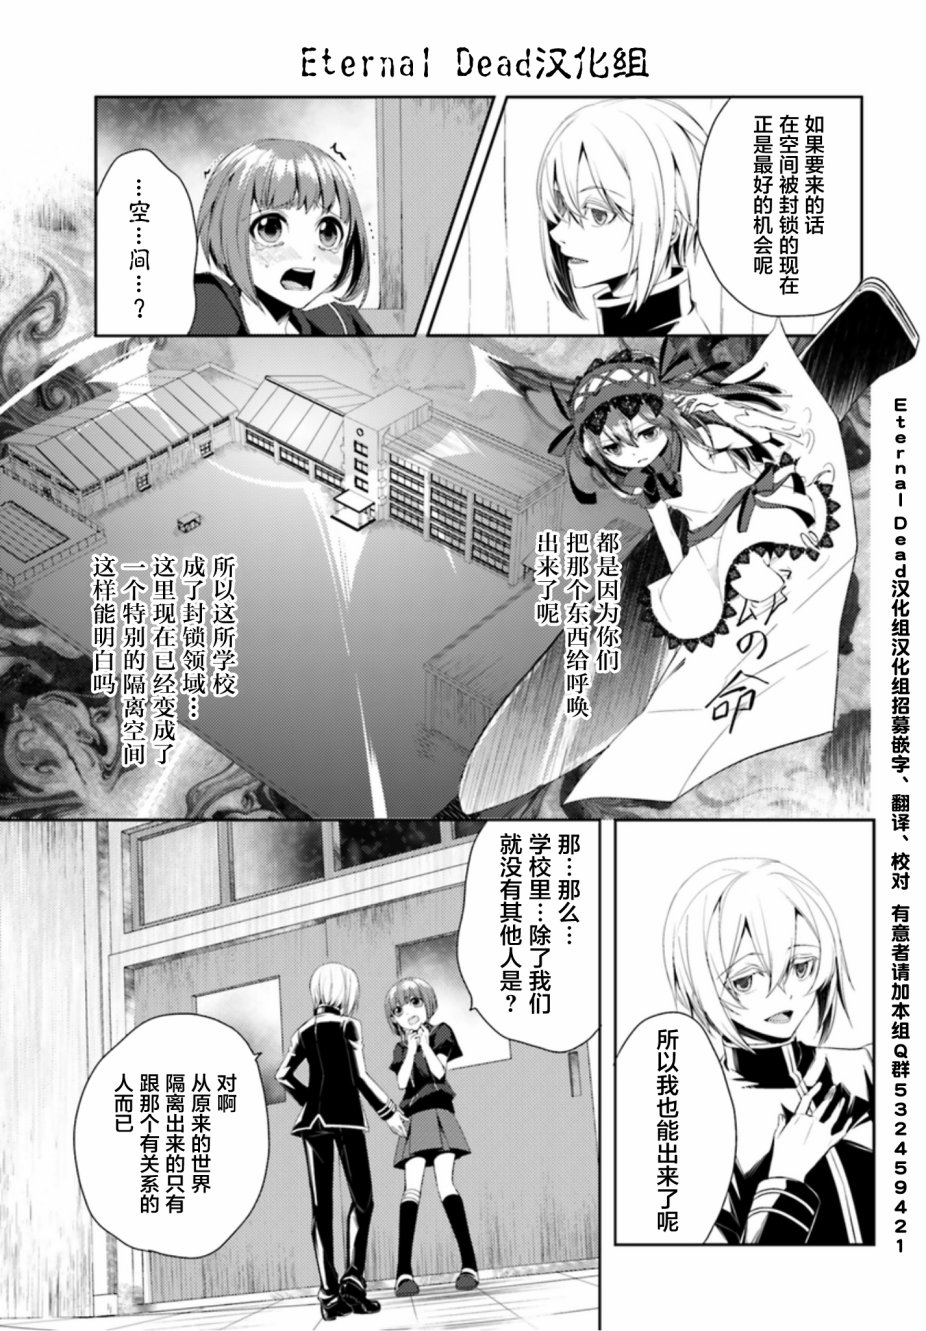 Eternal Dead汉化组
如果要来的话
在空间被封锁的现在
正是最好的机会呢
…空…间…？
都是因为你们
把那个东西给呼唤
出来了呢
の命
所以这所学校
成了封锁领域…
这里现在已经变成了
一个特别的隔离空间
这样能明白吗
所以我也能出来了呢
那…那么…
学校里…除了我们
就没有其他人是？
对啊
从原来的世界
隔离出来的只有
跟那个有关系的
人而已
Eternal Dead汉化组汉化组招募嵌字、翻译、校对 有意者请加本组Q群532459421